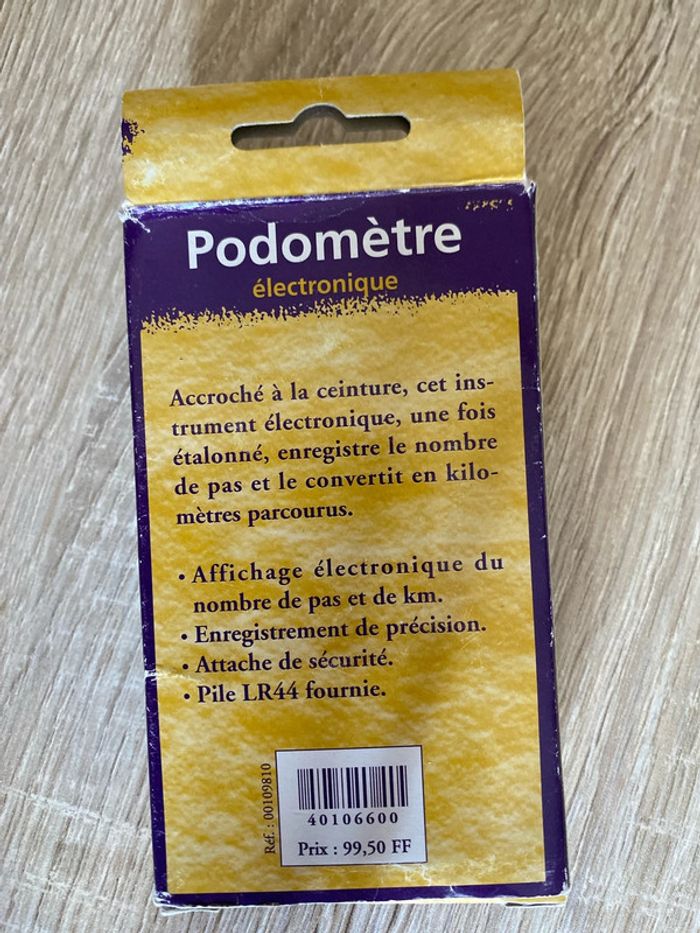 Podomètre
électronique
Accroché à la ceinture, cet ins-
trument électronique, une fois
étalonné, enregistre le nombre
de pas et le convertit en kilo-
mètres parcourus.
• Affichage électronique du
nombre de pas et de km.
• Enregistrement de précision.
• Attache de sécurité.
• Pile LR44 fournie.
Réf. : 00109810
40106600
Prix : 99,50 FF